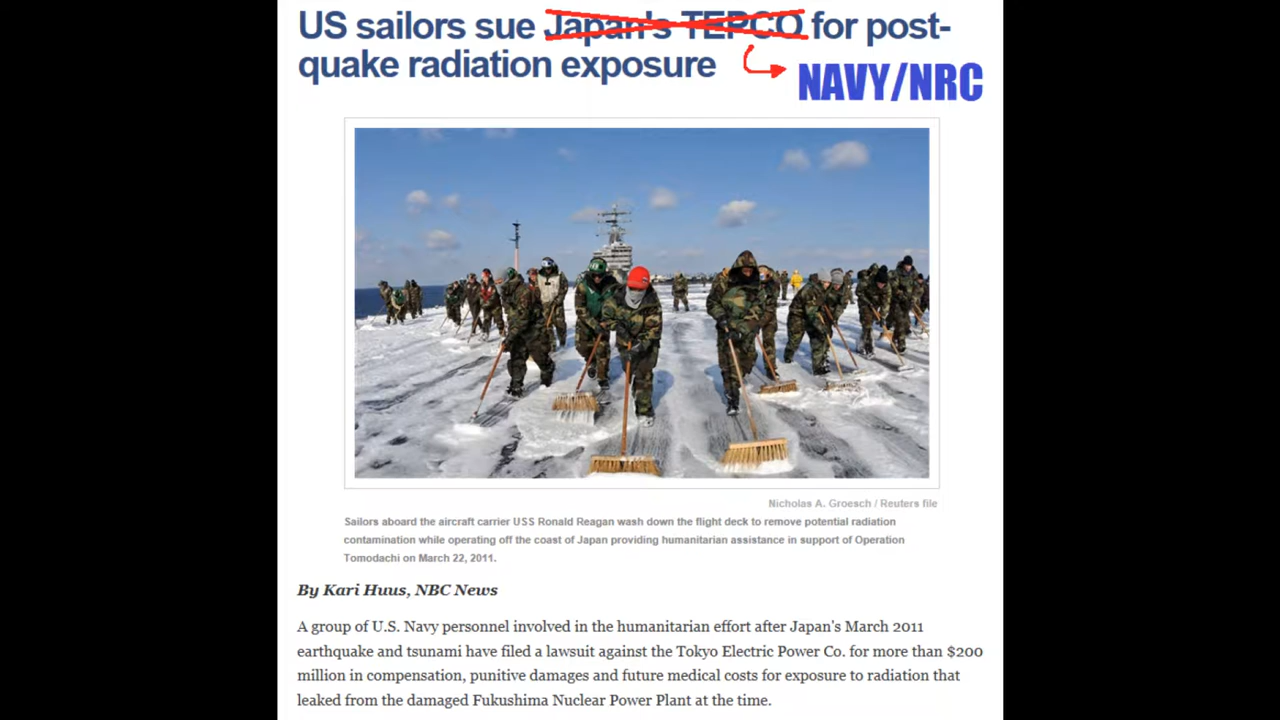 US sailors sue Japan's TEPCO for post-
quake radiation exposure
NAVY/NRC
Nicholas A. Groesch / Reuters file
Sailors aboard the aircraft carrier USS Ronald Reagan wash down the flight deck to remove potential radiation
contamination while operating off the coast of Japan providing humanitarian assistance in support of Operation
Tomodachi on March 22, 2011.
By Kari Huus, NBC News
A group of U.S. Navy personnel involved in the humanitarian effort after Japan's March 2011
earthquake and tsunami have filed a lawsuit against the Tokyo Electric Power Co. for more than $200
million in compensation, punitive damages and future medical costs for exposure to radiation that
leaked from the damaged Fukushima Nuclear Power Plant at the time.